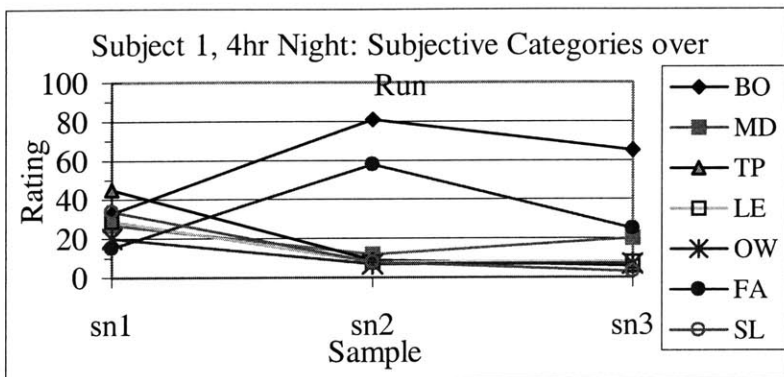 Subject 1, 4hr Night: Subjective Categories over
Run
100
80
60
40
20
0
Rating
sn1
sn2
sn3
Sample
BO
MD
TP
LE
OW
FA
SL